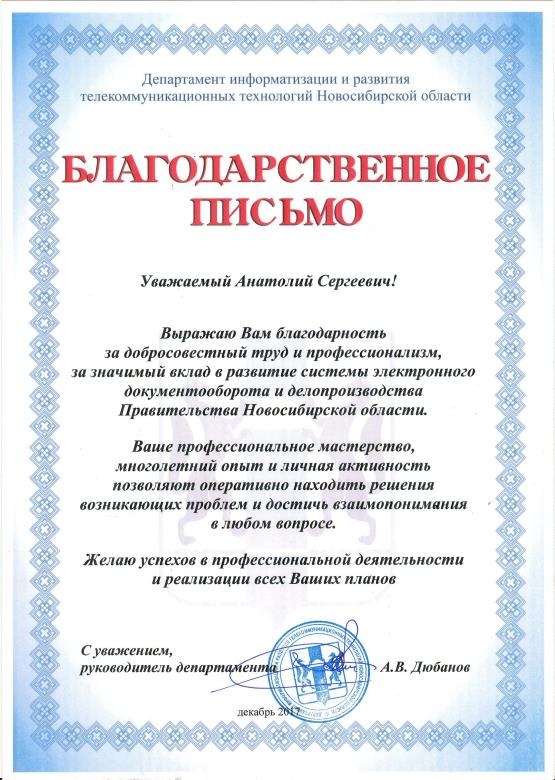 Департамент информатизации и развития
телекоммуникационных технологий Новосибирской области
БЛАГОДАРСТВЕННОЕ
ПИСЬМО
Уважаемый Анатолий Сергеевич!
Выражаю Вам благодарность
за добросовестный труд и профессионализм,
за значимый вклад в развитие системы электронного
документооборота и делопроизводства
Правительства Новосибирской области.
Ваше профессиональное мастерство,
многолетний опыт и личная активность
позволяют оперативно находить решения
возникающих проблем и достичь взаимопонимания
в любом вопросе.
Желаю успехов в профессиональной деятельности
и реализации всех Ваших планов
С уважением,
руководитель департамента А.В. Дюбанов
декабрь 2017